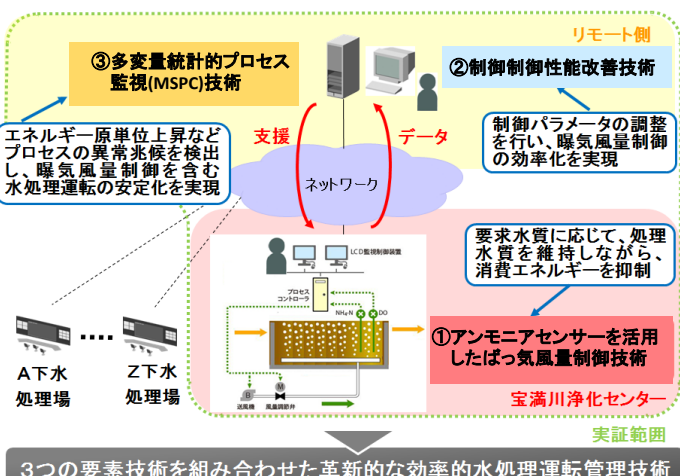 リモート側
③多変量統計的プロセス
監視(MSPC)技術
②制御制御性能改善技術
エネルギー原単位上昇など
プロセスの異常兆候を検出
し、曝気風量制御を含む
水処理運転の安定化を実現
支援
データ
制御パラメータの調整
を行い、曝気風量制御
の効率化を実現
ネットワーク
要求水質に応じて、処理
水質を維持しながら、
消費エネルギーを抑制
LCD監視制御装置
プロセス
コントローラ
NH₄-N
DO
①アンモニアセンサーを活用
したばっ気風量制御技術
A下水
処理場
Z下水
処理場
B
M
送風機
風量調節弁
宝満川浄化センター
実証範囲
3つの要素技術を組み合わせた革新的な効率的水処理運転管理技術